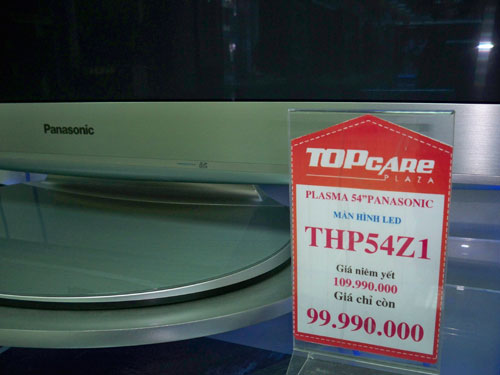 Panasonic
TOPCARE
PLAZA
PLASMA 54"PANASONIC
MÀN HÌNH LED
THP54Z1
Giá niêm yết
109.990.000
Giá chỉ còn
99.990.000